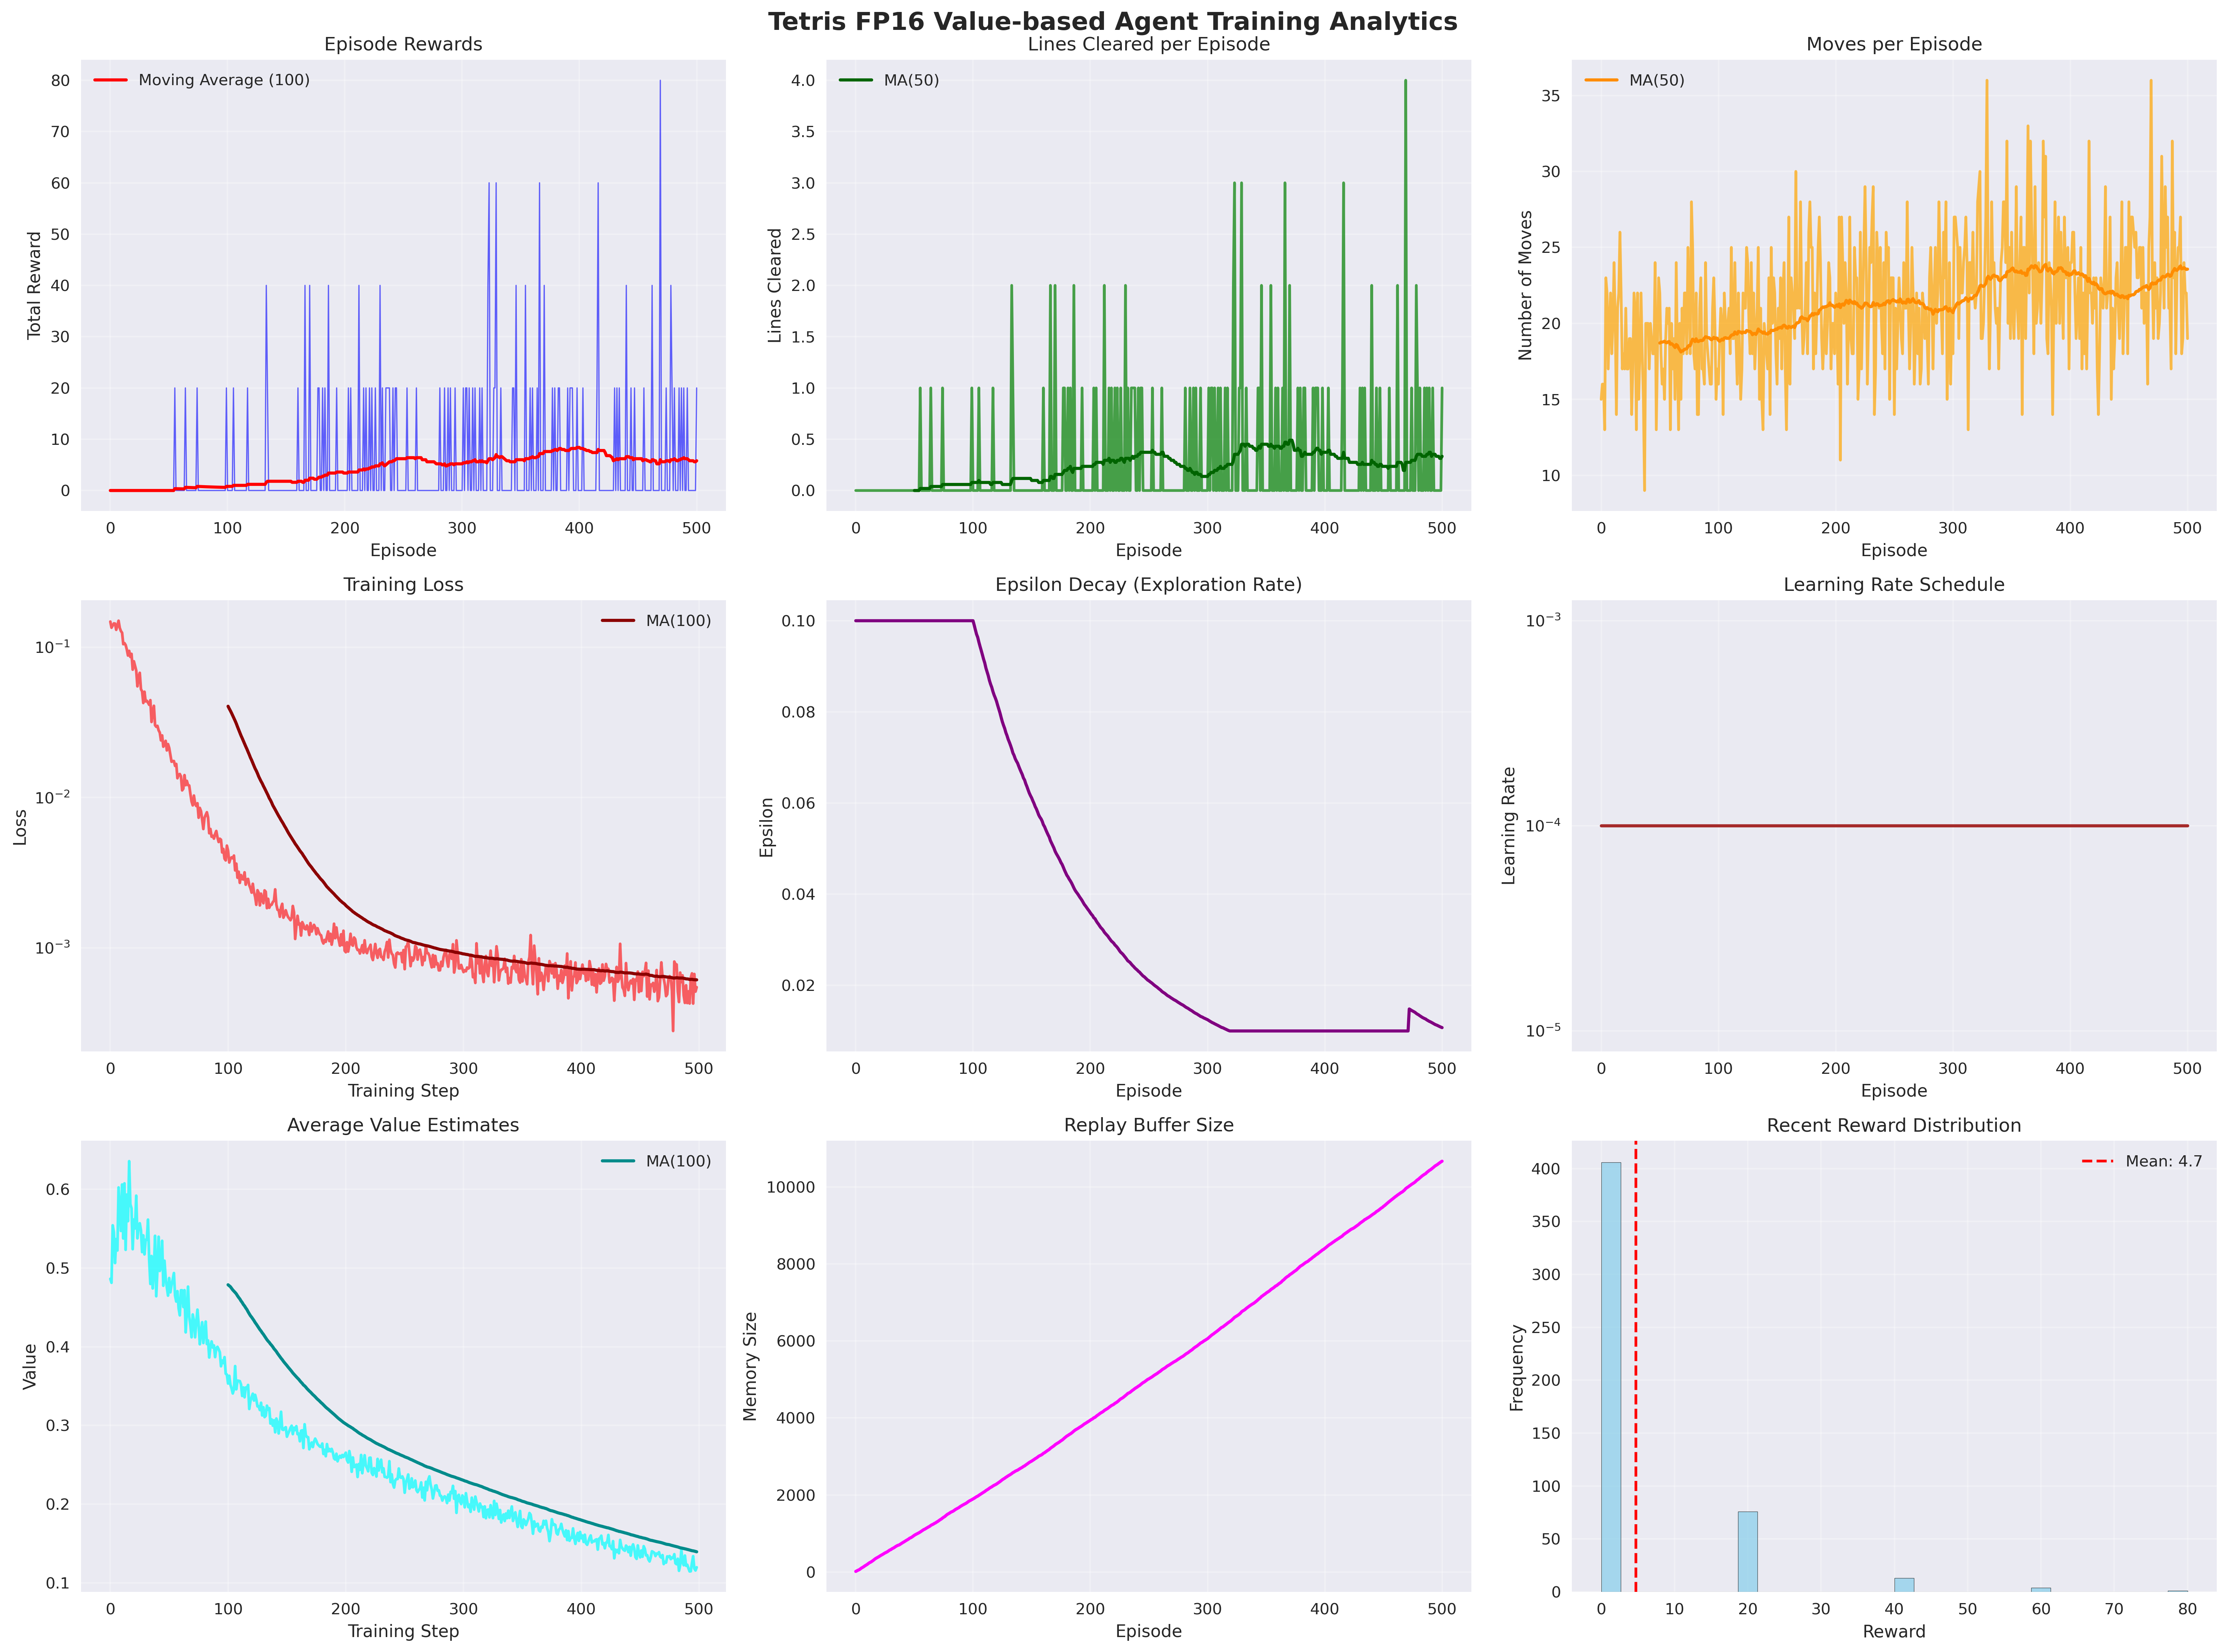 Tetris FP16 Value-based Agent Training Analytics
Episode Rewards
Moving Average (100)
80
70
60
50
40
30
20
10
0
Total Reward
0 100 200 300 400 500
Episode
Lines Cleared per Episode
MA(50)
4.0
3.5
3.0
2.5
2.0
1.5
1.0
0.5
0.0
Lines Cleared
0 100 200 300 400 500
Episode
Moves per Episode
MA(50)
35
30
25
20
15
10
Number of Moves
0 100 200 300 400 500
Episode
Training Loss
MA(100)
10⁻¹
10⁻²
10⁻³
Loss
0 100 200 300 400 500
Training Step
Epsilon Decay (Exploration Rate)
0.10
0.08
0.06
0.04
0.02
Epsilon
0 100 200 300 400 500
Episode
Learning Rate Schedule
10⁻³
10⁻⁴
10⁻⁵
Learning Rate
0 100 200 300 400 500
Episode
Average Value Estimates
MA(100)
0.6
0.5
0.4
0.3
0.2
0.1
Value
0 100 200 300 400 500
Training Step
Replay Buffer Size
10000
8000
6000
4000
2000
0
Memory Size
0 100 200 300 400 500
Episode
Recent Reward Distribution
Mean: 4.7
400
350
300
250
200
150
100
50
0
Frequency
0 10 20 30 40 50 60 70 80
Reward